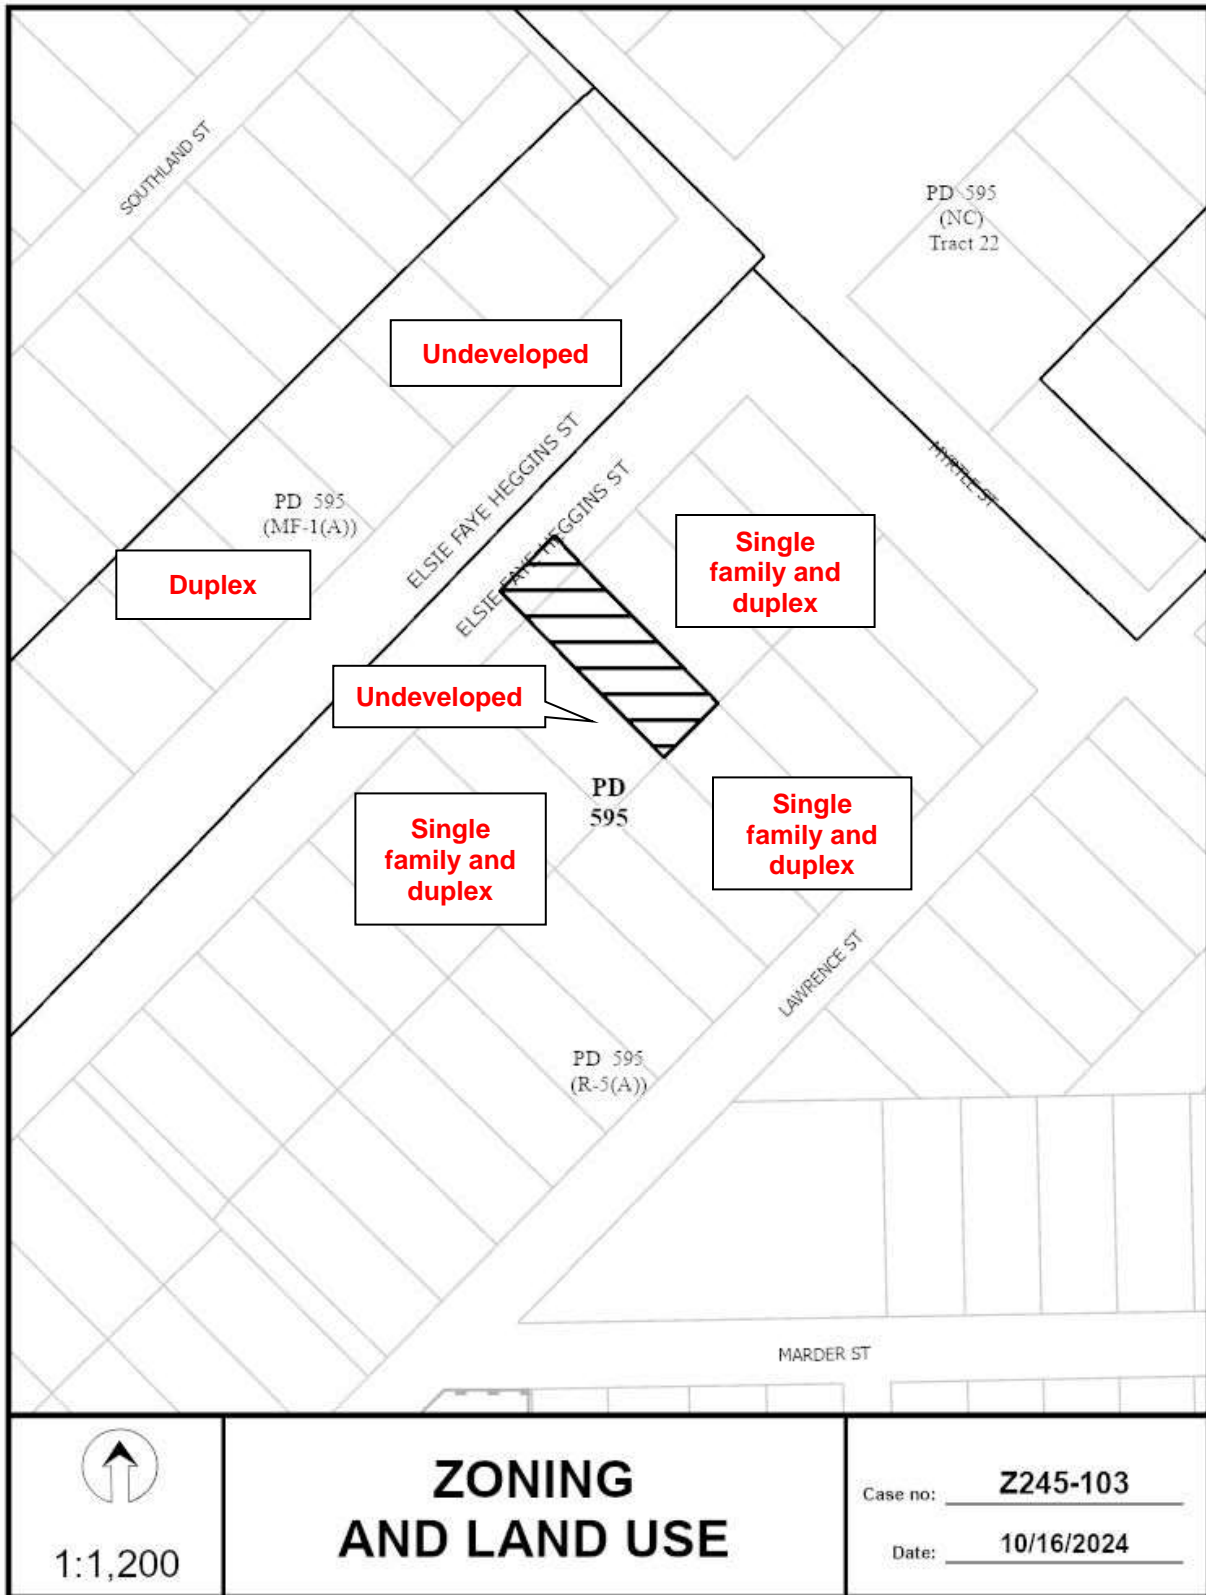 SOUTHLAND ST
PD 595
(NC)
Tract 22
Undeveloped
ELSIE FAYE HEGGINS ST
ELSIE FAYE HEGGINS ST
MYRTLE ST
PD 595
(MF-1(A))
Single
family and
duplex
Duplex
Undeveloped
PD
595
Single
family and
duplex
Single
family and
duplex
LAWRENCE ST
PD 595
(R-5(A))
MARDER ST
1:1,200
ZONING
AND LAND USE
Case no: Z245-103
Date: 10/16/2024